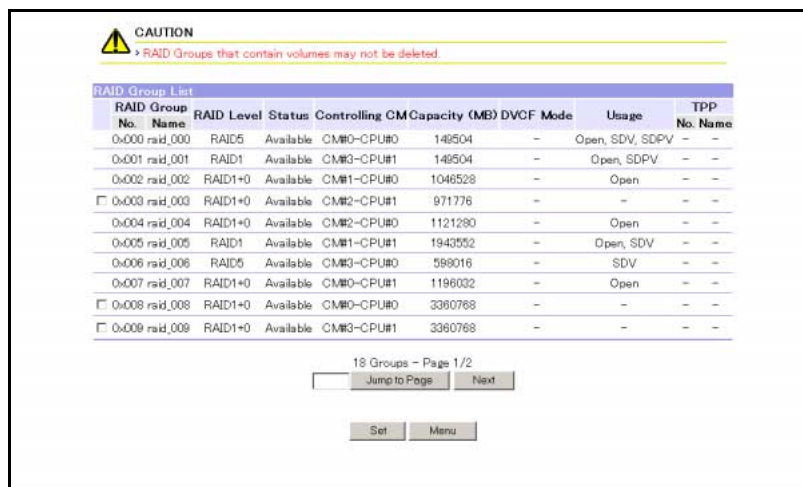 CAUTION
> RAID Groups that contain volumes may not be deleted.
RAID Group List
RAID Group RAID Level Status Controlling CM Capacity (MB) DVCF Mode Usage TPP
No. Name No. Name
0x000 raid_000 RAID5 Available CM#0-CPU#0 149504 - Open, SDV, SDPV - -
0x001 raid_001 RAID1 Available CM#3-CPU#1 149504 - Open, SDPV - -
0x002 raid_002 RAID1+0 Available CM#1-CPU#0 1046528 - Open - -
0x003 raid_003 RAID1+0 Available CM#2-CPU#1 971776 - - - -
0x004 raid_004 RAID1+0 Available CM#2-CPU#0 1121280 - Open - -
0x005 raid_005 RAID1 Available CM#1-CPU#1 1943552 - Open, SDV - -
0x006 raid_006 RAID5 Available CM#3-CPU#0 598016 - SDV - -
0x007 raid_007 RAID1+0 Available CM#0-CPU#1 1196032 - Open - -
0x008 raid_008 RAID1+0 Available CM#0-CPU#0 3360768 - - - -
0x009 raid_009 RAID1+0 Available CM#3-CPU#1 3360768 - - - -
18 Groups - Page 1/2
Jump to Page Next
Set Menu